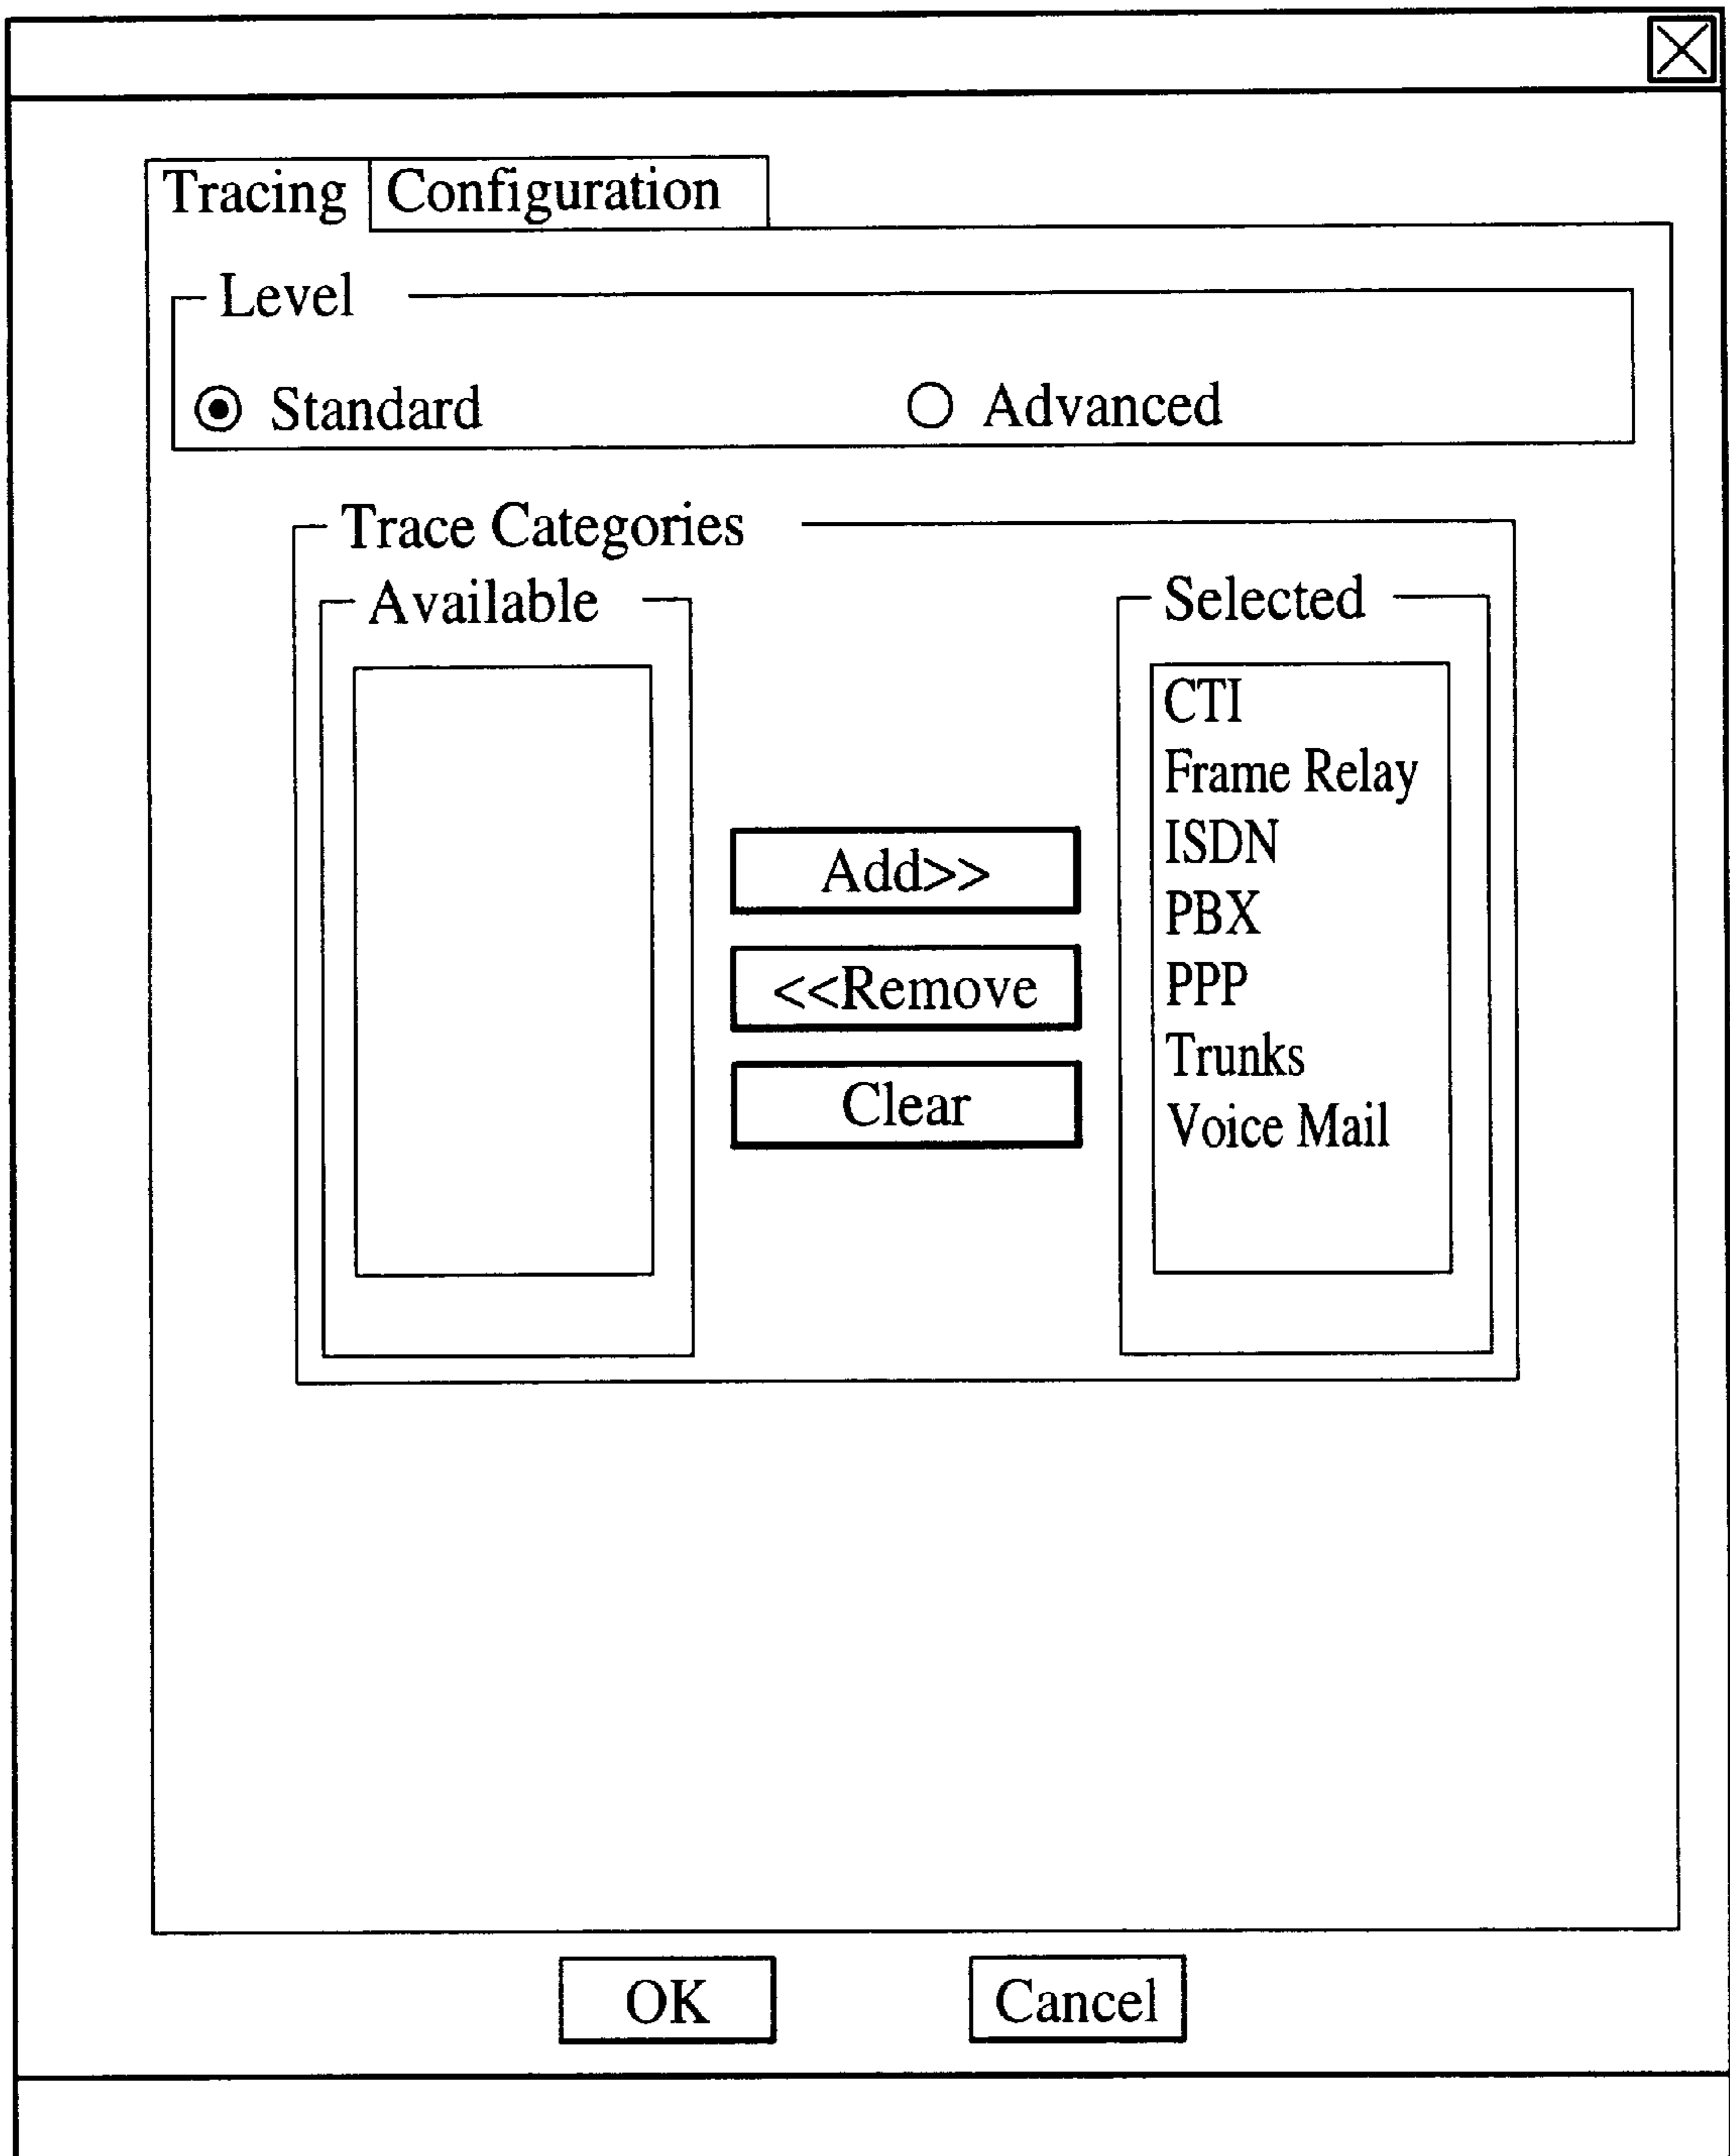 Tracing Configuration
Level
Standard Advanced
Trace Categories
Available Selected
CTI
Frame Relay
ISDN
PBX
PPP
Trunks
Voice Mail
Add>>
<<Remove
Clear
OK Cancel